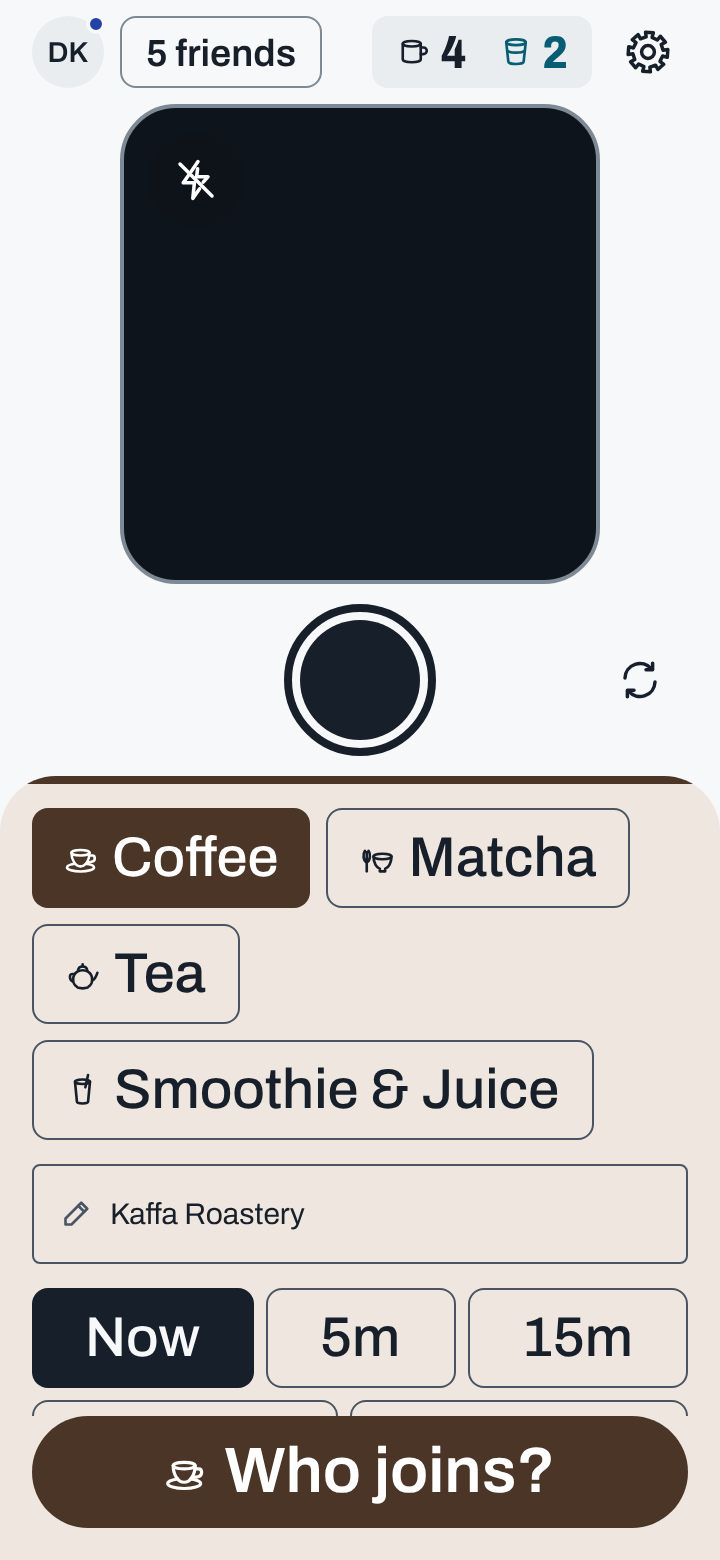 DK
5 friends
4
2
Coffee
Matcha
Tea
Smoothie & Juice
Kaffa Roastery
Now
5m
15m
Who joins?